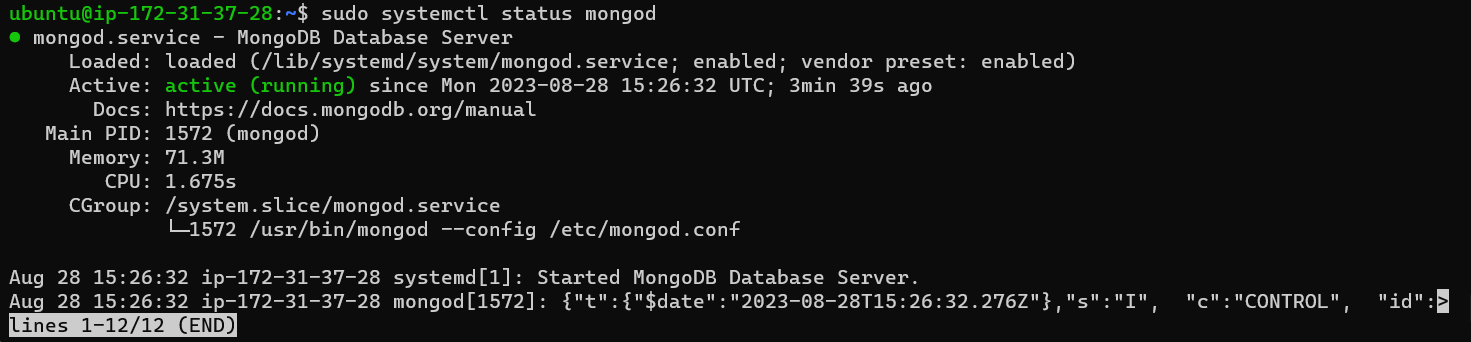 ubuntu@ip-172-31-37-28:~$ sudo systemctl status mongod
● mongod.service - MongoDB Database Server
     Loaded: loaded (/lib/systemd/system/mongod.service; enabled; vendor preset: enabled)
     Active: active (running) since Mon 2023-08-28 15:26:32 UTC; 3min 39s ago
       Docs: https://docs.mongodb.org/manual
   Main PID: 1572 (mongod)
     Memory: 71.3M
        CPU: 1.675s
     CGroup: /system.slice/mongod.service
             └─1572 /usr/bin/mongod --config /etc/mongod.conf

Aug 28 15:26:32 ip-172-31-37-28 systemd[1]: Started MongoDB Database Server.
Aug 28 15:26:32 ip-172-31-37-28 mongod[1572]: {"t":{"$date":"2023-08-28T15:26:32.276Z"},"s":"I",  "c":"CONTROL",  "id":>
lines 1-12/12 (END)